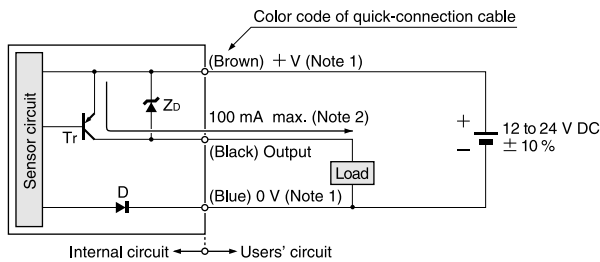 Color code of quick-connection cable
(Brown) + V (Note 1)
Sensor circuit
ZD
100 mA max. (Note 2)
Tr
(Black) Output
+
−
12 to 24 V DC
± 10 %
Load
D
(Blue) 0 V (Note 1)
Internal circuit
Users' circuit